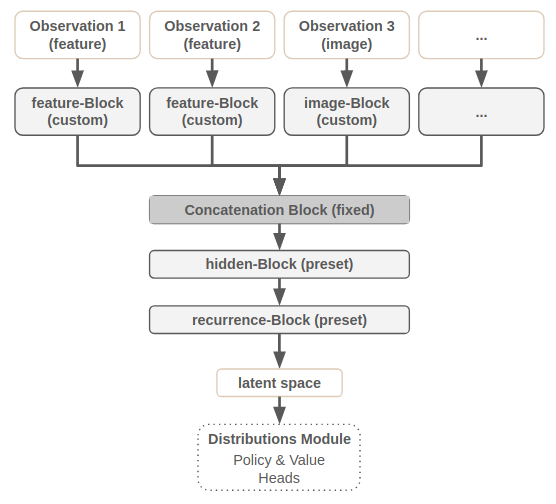 Observation 1
(feature)
Observation 2
(feature)
Observation 3
(image)
...
feature-Block
(custom)
feature-Block
(custom)
image-Block
(custom)
...
Concatenation Block (fixed)
hidden-Block (preset)
recurrence-Block (preset)
latent space
Distributions Module
Policy & Value
Heads